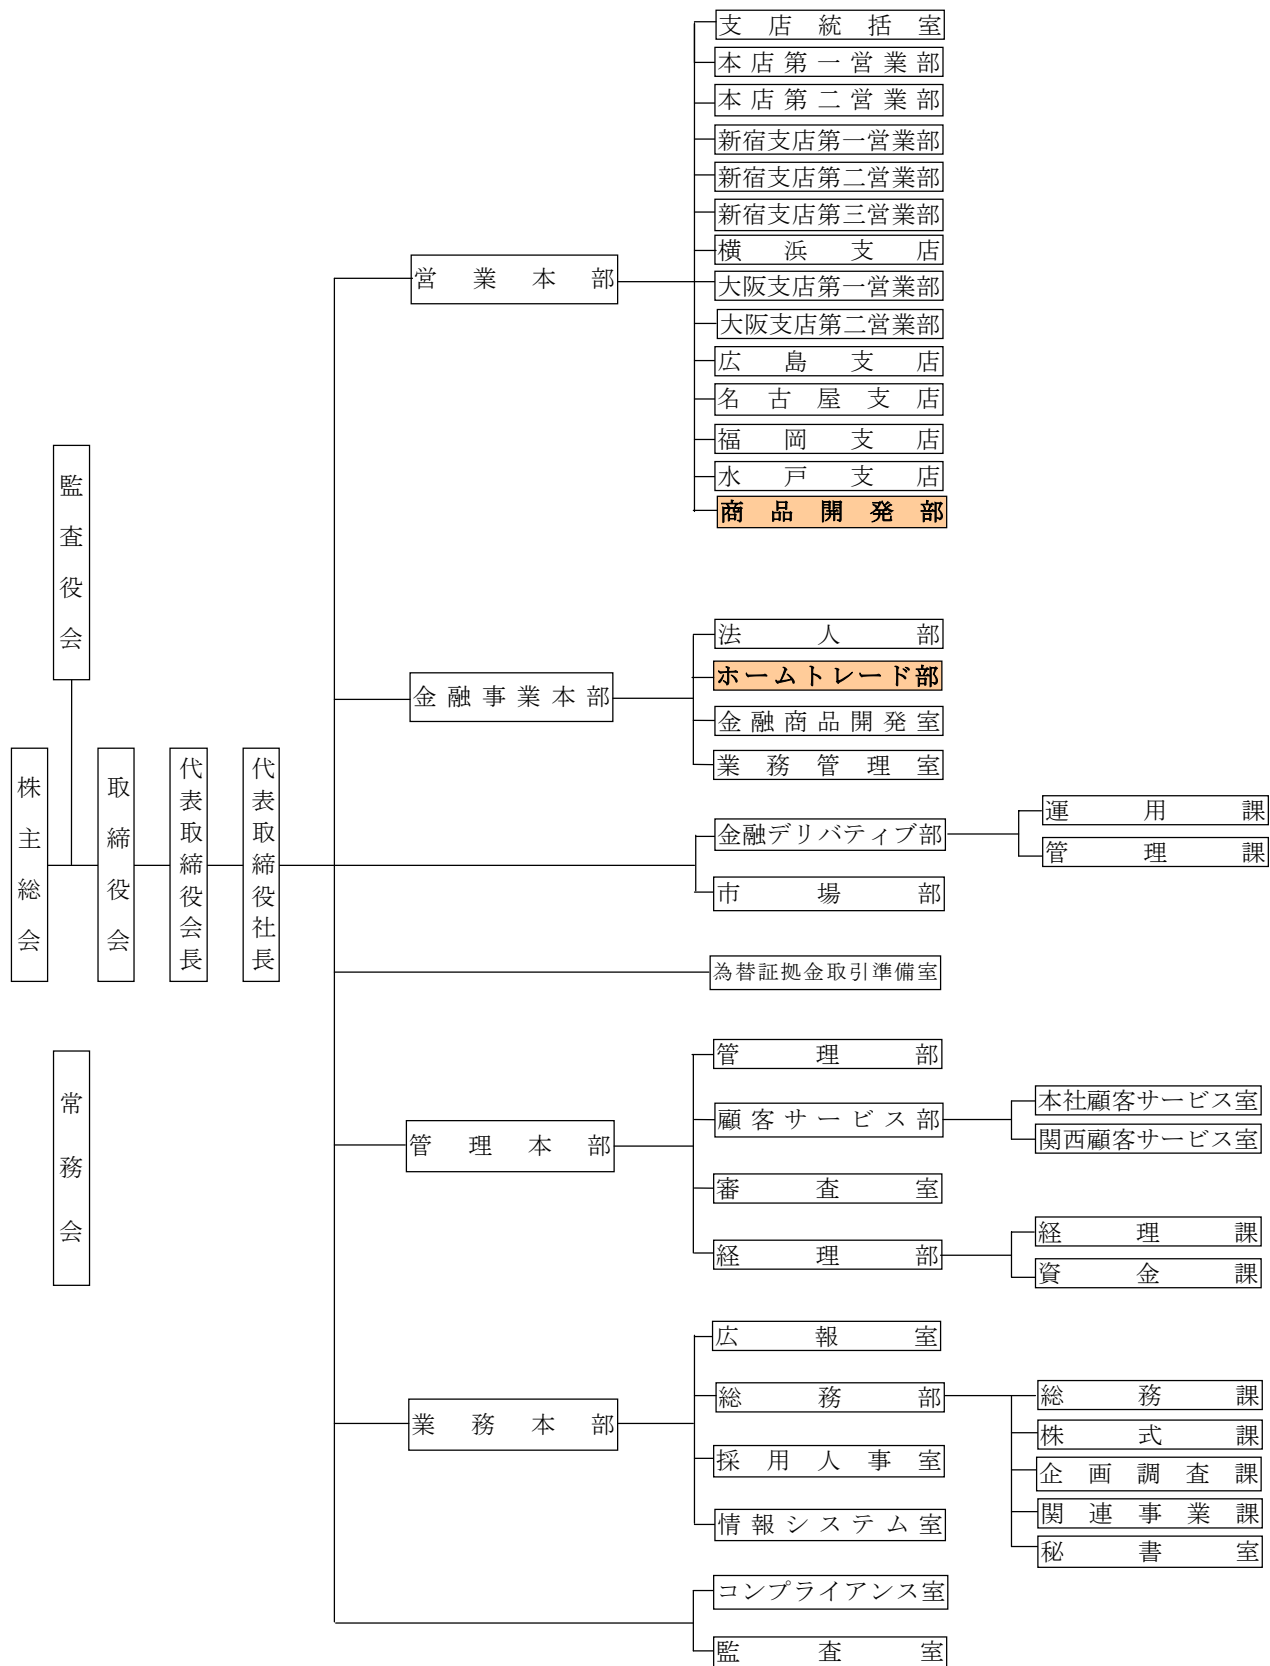 支店統括室
本店第一営業部
本店第二営業部
新宿支店第一営業部
新宿支店第二営業部
新宿支店第三営業部
横浜支店
営業本部
大阪支店第一営業部
大阪支店第二営業部
広島支店
名古屋支店
福岡支店
水戸支店
商品開発部
監査役会
法人部
ホームトレード部
金融事業本部
金融商品開発室
業務管理室
株主総会
取締役会
代表取締役会長
代表取締役社長
金融デリバティブ部
運用課
管理課
市場部
為替証拠金取引準備室
常務会
管理部
管理本部
顧客サービス部
本社顧客サービス室
関西顧客サービス室
審査室
経理部
経理課
資金課
広報室
業務本部
総務部
総務課
株式課
企画調査課
関連事業課
秘書室
採用人事室
情報システム室
コンプライアンス室
監査室